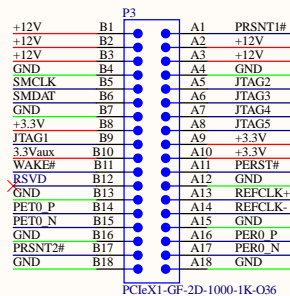 P3
+12V B1 A1 PRSNT1#
+12V B2 A2 +12V
+12V B3 A3 +12V
GND B4 A4 GND
SMCLK B5 A5 JTAG2
SMDAT B6 A6 JTAG3
GND B7 A7 JTAG4
+3.3V B8 A8 JTAG5
JTAG1 B9 A9 +3.3V
3.3Vaux B10 A10 +3.3V
WAKE# B11 A11 PERST#
RSVD B12 A12 GND
GND B13 A13 REFCLK+
PET0_P B14 A14 REFCLK-
PET0_N B15 A15 GND
GND B16 A16 PER0_P
PRSNT2# B17 A17 PER0_N
GND B18 A18 GND
PCIeX1-GF-2D-1000-1K-O36